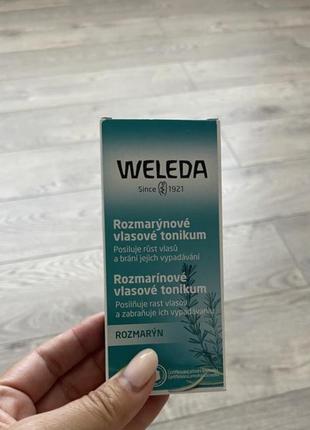 WELEDA
Since 1921
Rozmarýnové
vlasové tonikum
Posiluje růst vlasů
a brání jejich vypadávání
Rozmarínové
vlasové tonikum
Posilňuje rast vlasov
a zabraňuje ich vypadávaniu
ROZMARÝN